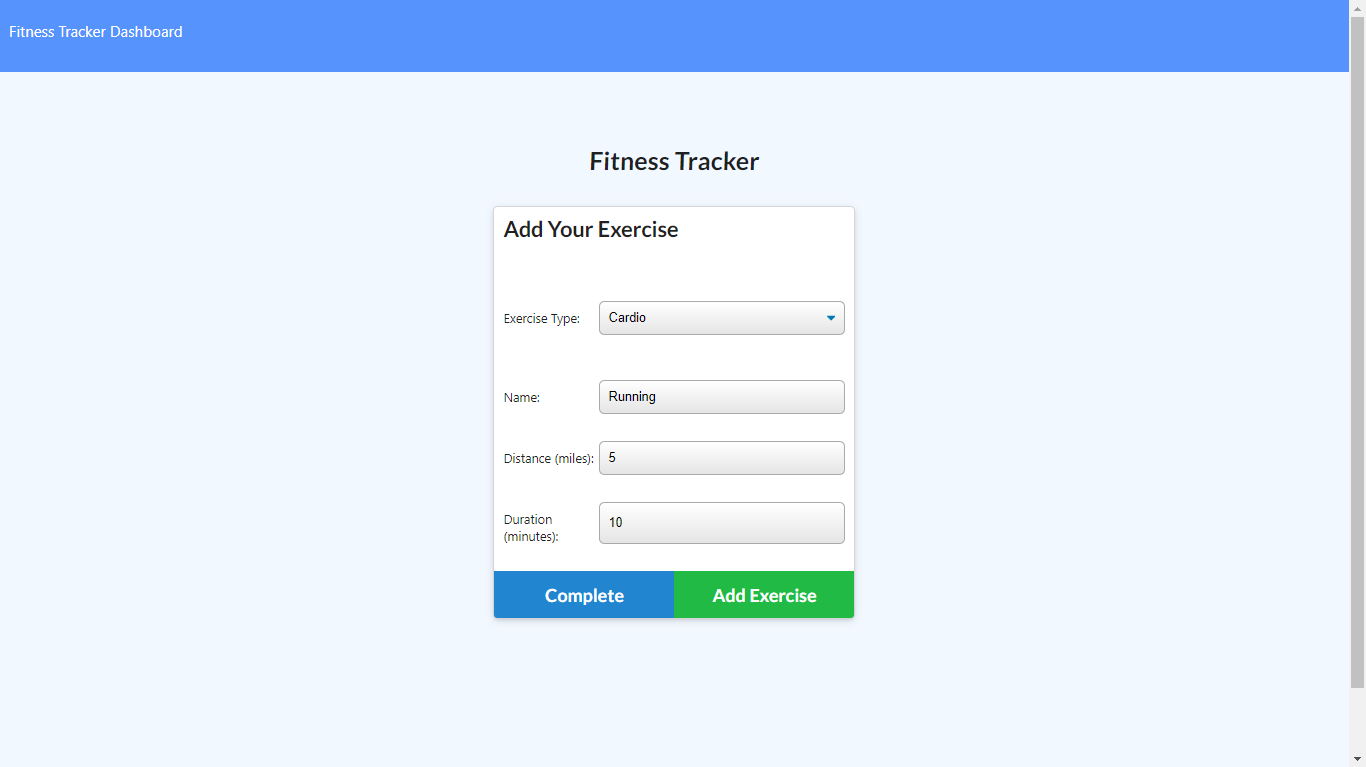 Fitness Tracker Dashboard
Fitness Tracker
Add Your Exercise
Exercise Type: Cardio
Name: Running
Distance (miles): 5
Duration
(minutes): 10
Complete Add Exercise